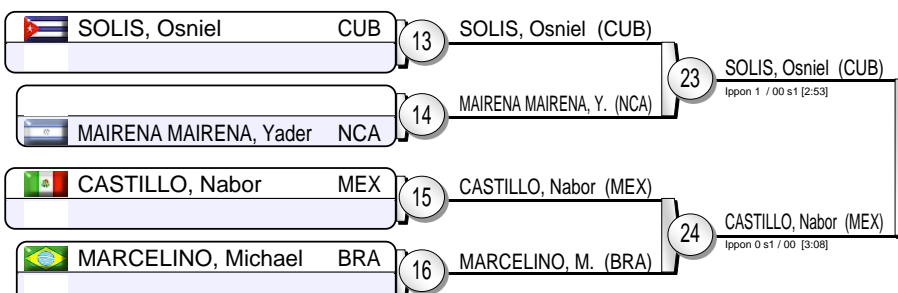 SOLIS, Osniel CUB
13
SOLIS, Osniel (CUB)
23
SOLIS, Osniel (CUB)
Ippon 1 / 00 s1 [2:53]
14
MAIRENA MAIRENA, Y. (NCA)
MAIRENA MAIRENA, Yader NCA
CASTILLO, Nabor MEX
15
CASTILLO, Nabor (MEX)
24
CASTILLO, Nabor (MEX)
Ippon 0 s1 / 00 [3:08]
MARCELINO, Michael BRA
16
MARCELINO, M. (BRA)